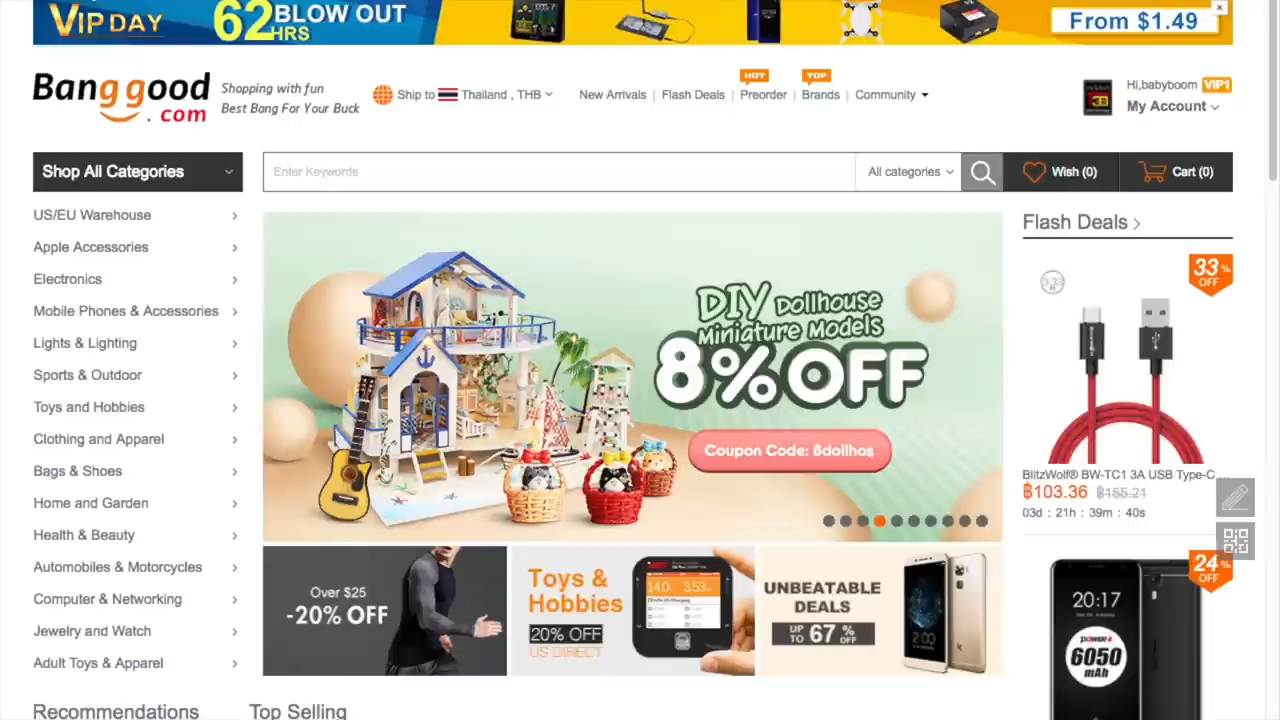 VIP DAY
62 HRS
BLOW OUT
From $1.49
Banggood
.com
Shopping with fun
Best Bang For Your Buck
Ship to Thailand , THB
New Arrivals
Flash Deals
HOT
Preorder
TOP
Brands
Community
Hi,babyboom VIP1
My Account
Shop All Categories
Enter Keywords
All categories
Wish (0)
Cart (0)
US/EU Warehouse
Apple Accessories
Electronics
Mobile Phones & Accessories
Lights & Lighting
Sports & Outdoor
Toys and Hobbies
Clothing and Apparel
Bags & Shoes
Home and Garden
Health & Beauty
Automobiles & Motorcycles
Computer & Networking
Jewelry and Watch
Adult Toys & Apparel
DIY Dollhouse
Miniature Models
8%OFF
Coupon Code: 8dollhos
Over $25
-20% OFF
Toys &
Hobbies
20% OFF
US DIRECT
UNBEATABLE
DEALS
UP TO 67 % OFF
2:00
Flash Deals
33% OFF
BlitzWolf® BW-TC1 3A USB Type-C ...
฿103.36 ฿155.21
03d : 21h : 39m : 40s
24% OFF
20:17
power+
6050
mAh
Recommendations
Top Selling